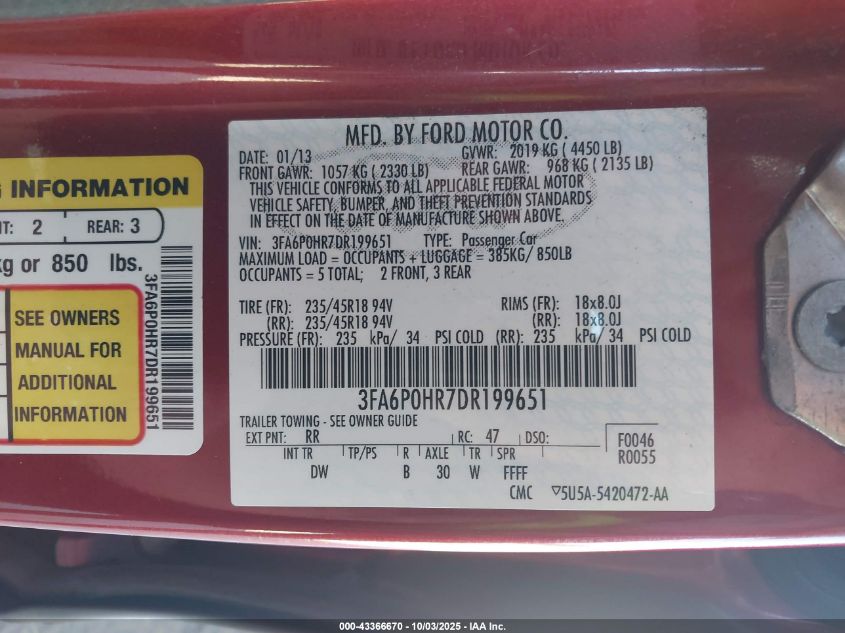 G INFORMATION
NT: 2 REAR: 3
kg or 850 lbs.
SEE OWNERS
MANUAL FOR
ADDITIONAL
INFORMATION
3FA6P0HR7DR199651
MFD. BY FORD MOTOR CO.
DATE: 01/13 GVWR: 2019 KG ( 4450 LB)
FRONT GAWR: 1057 KG ( 2330 LB) REAR GAWR: 968 KG ( 2135 LB)
THIS VEHICLE CONFORMS TO ALL APPLICABLE FEDERAL MOTOR
VEHICLE SAFETY, BUMPER, AND THEFT PREVENTION STANDARDS
IN EFFECT ON THE DATE OF MANUFACTURE SHOWN ABOVE.
VIN: 3FA6P0HR7DR199651 TYPE: Passenger Car
MAXIMUM LOAD = OCCUPANTS + LUGGAGE = 385KG/ 850LB
OCCUPANTS = 5 TOTAL; 2 FRONT, 3 REAR
TIRE (FR): 235/45R18 94V RIMS (FR): 18x8.0J
(RR): 235/45R18 94V (RR): 18x8.0J
PRESSURE (FR): 235 kPa/ 34 PSI COLD (RR): 235 kPa/ 34 PSI COLD
3FA6P0HR7DR199651
TRAILER TOWING - SEE OWNER GUIDE
EXT PNT: RR RC: 47 DSO: F0046
R0055
INT TR TP/PS R AXLE TR SPR
DW B 30 W FFFF
CMC ▽5U5A-5420472-AA
000-43366670 - 10/03/2025 - IAA Inc.